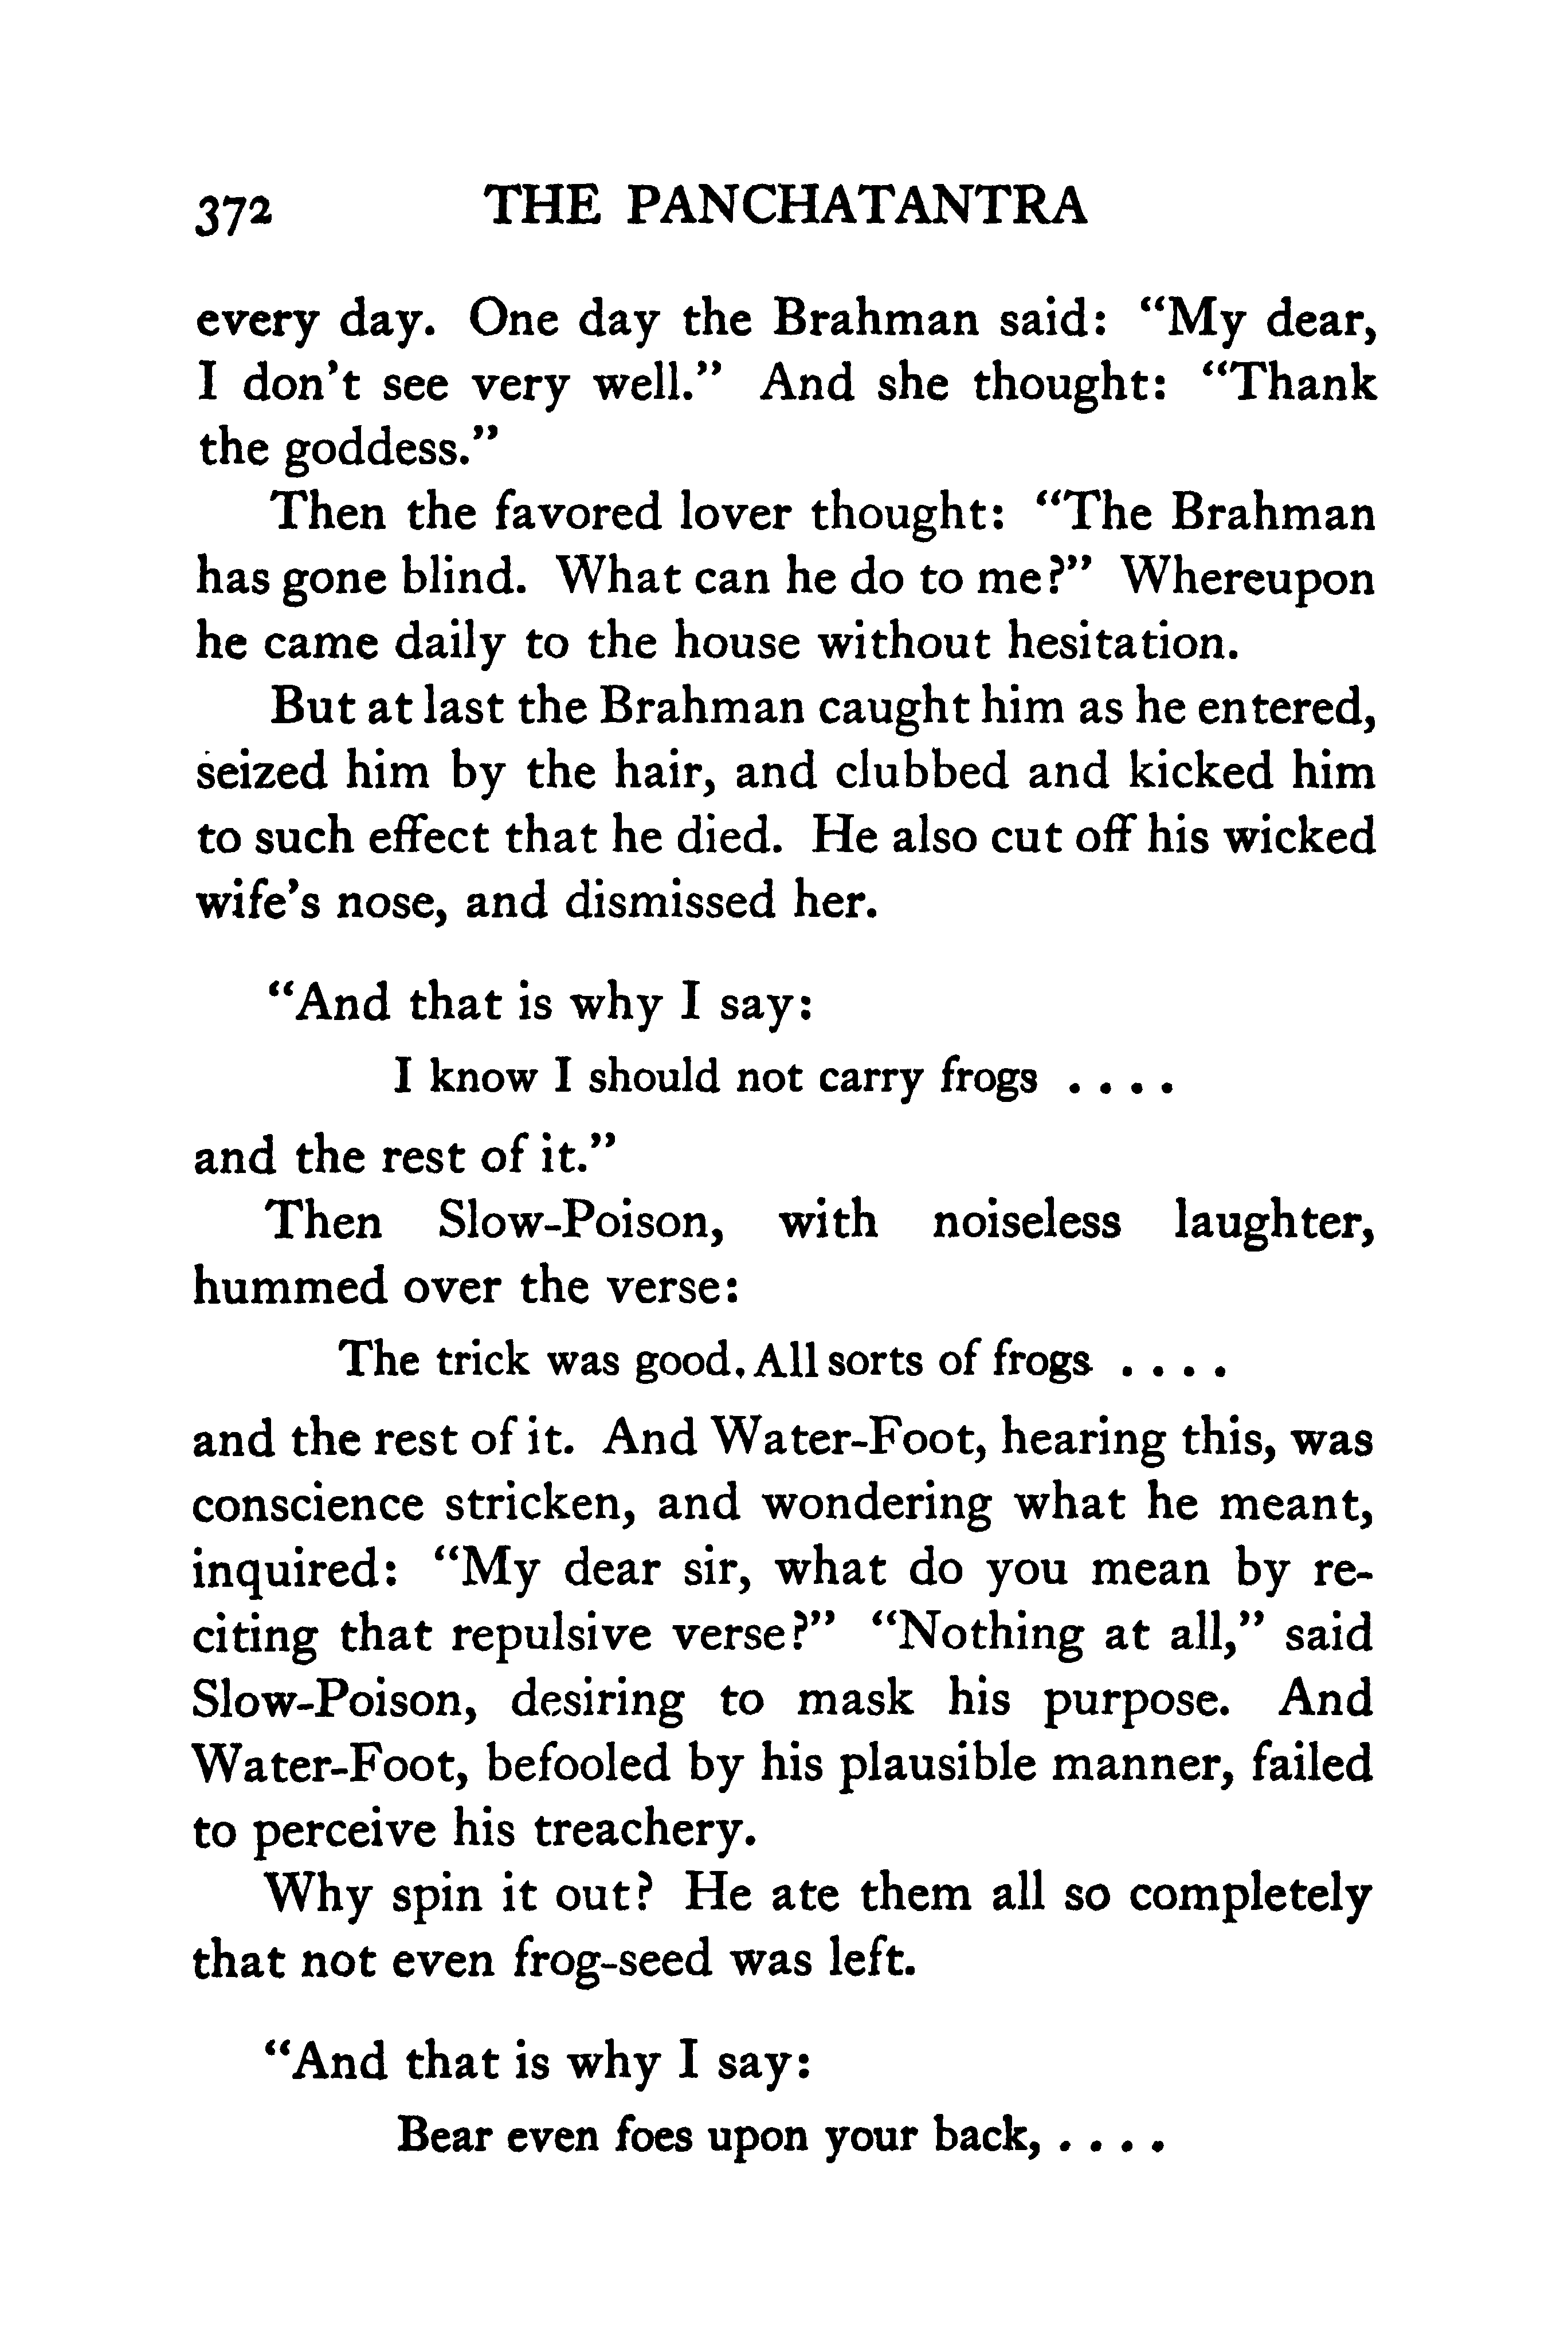 372 THE PANCHATANTRA
every day. One day the Brahman said: “My dear,
I don’t see very well.” And she thought: “Thank
the goddess.”
Then the favored lover thought: “The Brahman
has gone blind. What can he do to me?” Whereupon
he came daily to the house without hesitation.
But at last the Brahman caught him as he entered,
seized him by the hair, and clubbed and kicked him
to such effect that he died. He also cut off his wicked
wife’s nose, and dismissed her.
“And that is why I say:
I know I should not carry frogs . . . .
and the rest of it.”
Then Slow-Poison, with noiseless laughter,
hummed over the verse:
The trick was good. All sorts of frogs . . . .
and the rest of it. And Water-Foot, hearing this, was
conscience stricken, and wondering what he meant,
inquired: “My dear sir, what do you mean by re-
citing that repulsive verse?” “Nothing at all,” said
Slow-Poison, desiring to mask his purpose. And
Water-Foot, befooled by his plausible manner, failed
to perceive his treachery.
Why spin it out? He ate them all so completely
that not even frog-seed was left.
“And that is why I say:
Bear even foes upon your back, . . . .